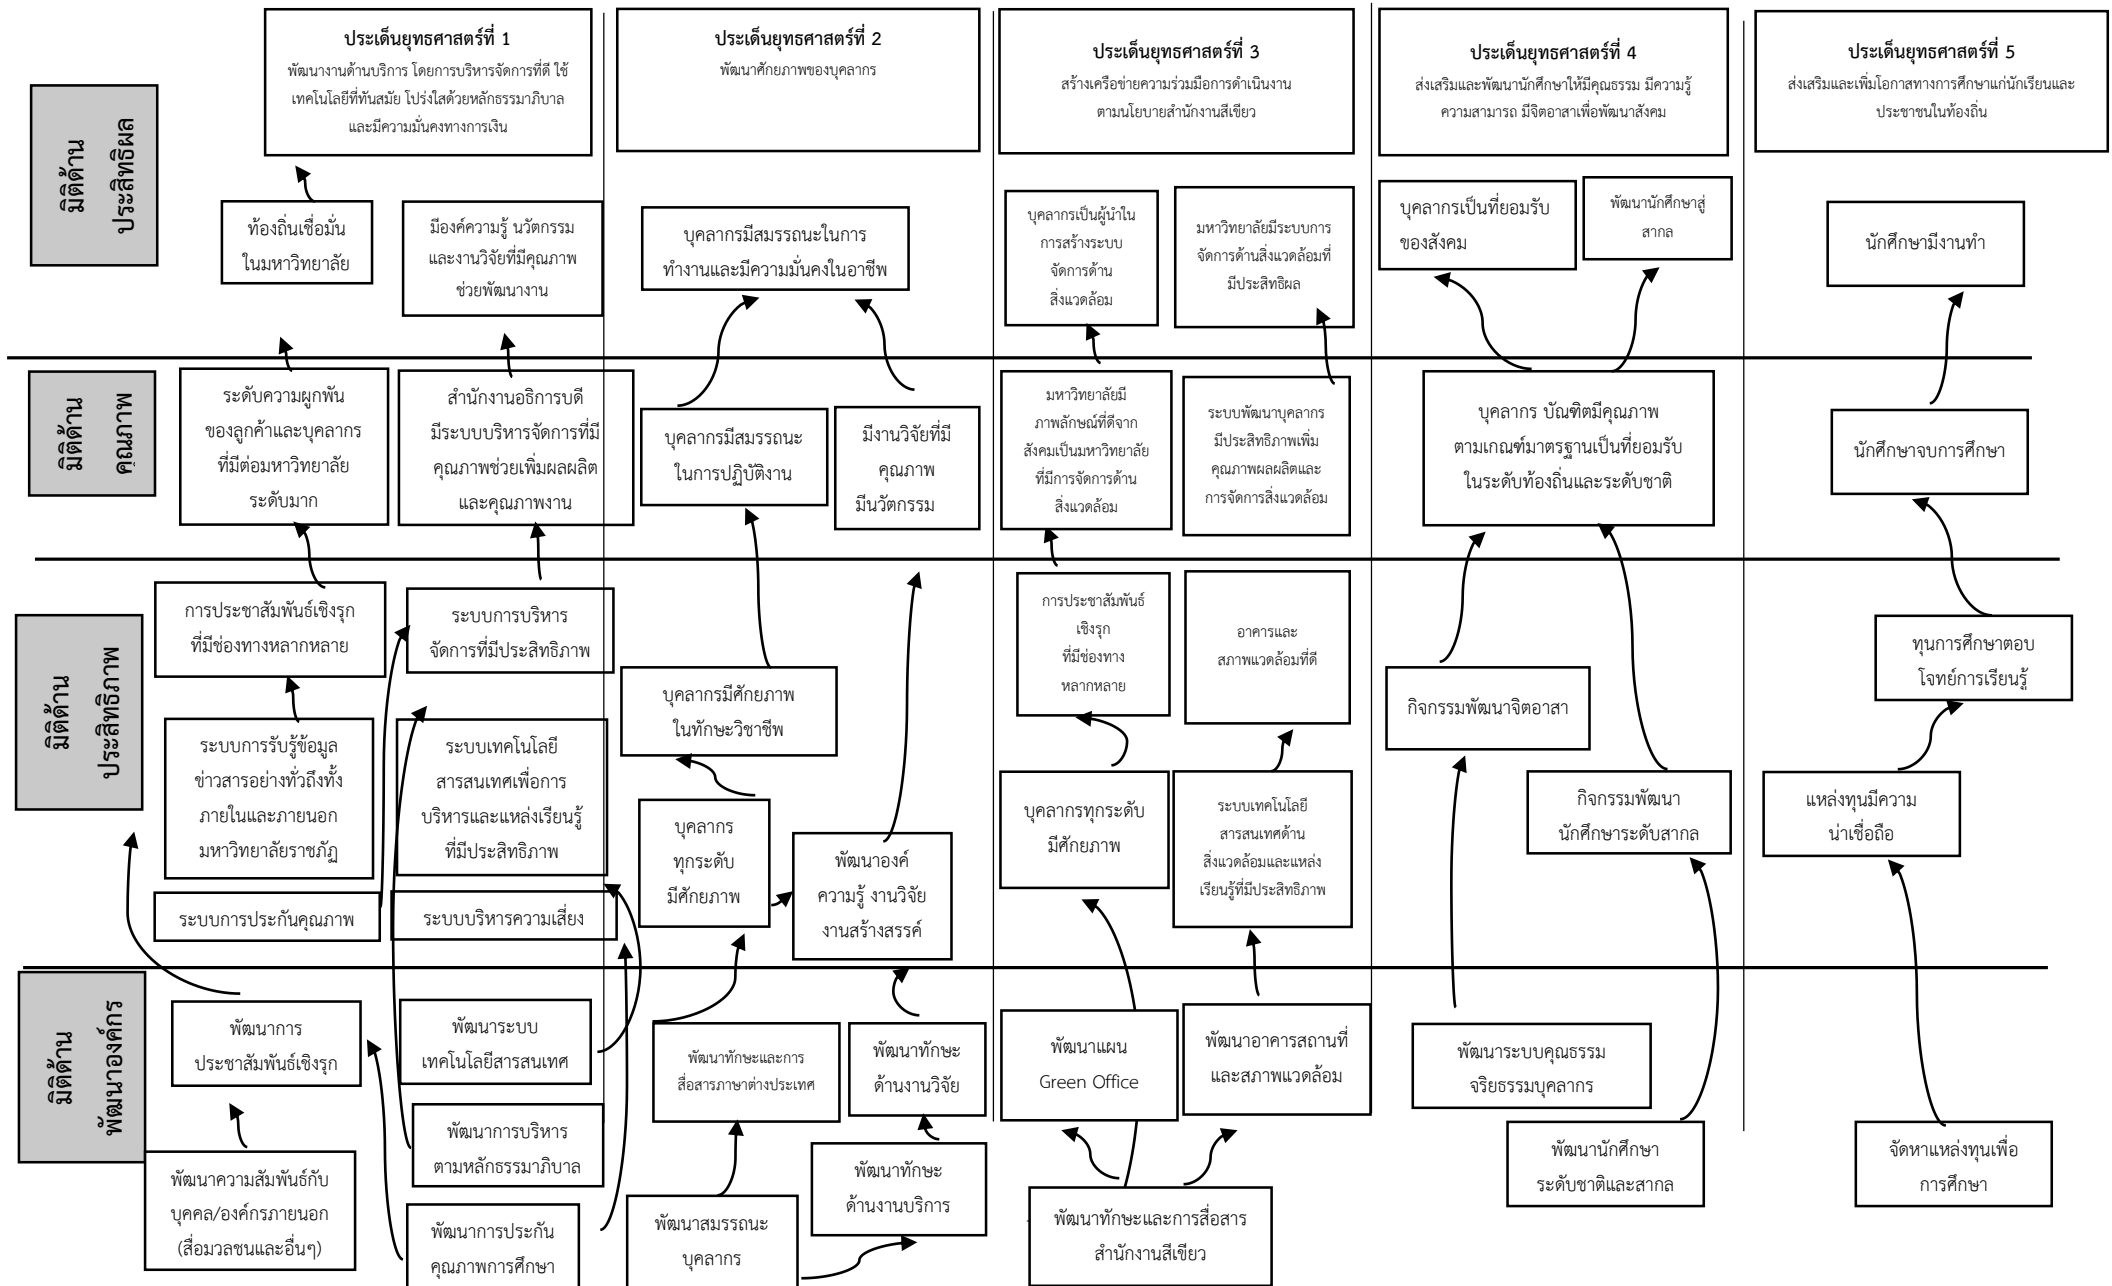 ประเด็นยุทธศาสตร์ที่ 1
พัฒนางานด้านบริการ โดยการบริหารจัดการที่ดี ใช้
เทคโนโลยีที่ทันสมัย โปร่งใสด้วยหลักธรรมาภิบาล
และมีความมั่นคงทางการเงิน
ประเด็นยุทธศาสตร์ที่ 2
พัฒนาศักยภาพของบุคลากร
ประเด็นยุทธศาสตร์ที่ 3
สร้างเครือข่ายความร่วมมือการดำเนินงาน
ตามนโยบายสำนักงานสีเขียว
ประเด็นยุทธศาสตร์ที่ 4
ส่งเสริมและพัฒนานักศึกษาให้มีคุณธรรม มีความรู้
ความสามารถ มีจิตอาสาเพื่อพัฒนาสังคม
ประเด็นยุทธศาสตร์ที่ 5
ส่งเสริมและเพิ่มโอกาสทางการศึกษาแก่นักเรียนและ
ประชาชนในท้องถิ่น
มิติด้าน
ประสิทธิผล
ท้องถิ่นเชื่อมั่น
ในมหาวิทยาลัย
มีองค์ความรู้ นวัตกรรม
และงานวิจัยที่มีคุณภาพ
ช่วยพัฒนางาน
บุคลากรมีสมรรถนะในการ
ทำงานและมีความมั่นคงในอาชีพ
บุคลากรเป็นผู้นำใน
การสร้างระบบ
จัดการด้าน
สิ่งแวดล้อม
มหาวิทยาลัยมีระบบการ
จัดการด้านสิ่งแวดล้อมที่
มีประสิทธิผล
บุคลากรเป็นที่ยอมรับ
ของสังคม
พัฒนานักศึกษาสู่
สากล
นักศึกษามีงานทำ
มิติด้าน
คุณภาพ
ระดับความผูกพัน
ของลูกค้าและบุคลากร
ที่มีต่อมหาวิทยาลัย
ระดับมาก
สำนักงานอธิการบดี
มีระบบบริหารจัดการที่มี
คุณภาพช่วยเพิ่มผลผลิต
และคุณภาพงาน
บุคลากรมีสมรรถนะ
ในการปฏิบัติงาน
มีงานวิจัยที่มี
คุณภาพ
มีนวัตกรรม
มหาวิทยาลัยมี
ภาพลักษณ์ที่ดีจาก
สังคมเป็นมหาวิทยาลัย
ที่มีการจัดการด้าน
สิ่งแวดล้อม
ระบบพัฒนาบุคลากร
มีประสิทธิภาพเพิ่ม
คุณภาพผลผลิตและ
การจัดการสิ่งแวดล้อม
บุคลากร บัณฑิตมีคุณภาพ
ตามเกณฑ์มาตรฐานเป็นที่ยอมรับ
ในระดับท้องถิ่นและระดับชาติ
นักศึกษาจบการศึกษา
มิติด้าน
ประสิทธิภาพ
การประชาสัมพันธ์เชิงรุก
ที่มีช่องทางหลากหลาย
ระบบการบริหาร
จัดการที่มีประสิทธิภาพ
ระบบการรับรู้ข้อมูล
ข่าวสารอย่างทั่วถึงทั้ง
ภายในและภายนอก
มหาวิทยาลัยราชภัฏ
ระบบเทคโนโลยี
สารสนเทศเพื่อการ
บริหารและแหล่งเรียนรู้
ที่มีประสิทธิภาพ
ระบบการประกันคุณภาพ
ระบบบริหารความเสี่ยง
บุคลากรมีศักยภาพ
ในทักษะวิชาชีพ
บุคลากร
ทุกระดับ
มีศักยภาพ
พัฒนาองค์
ความรู้ งานวิจัย
งานสร้างสรรค์
การประชาสัมพันธ์
เชิงรุก
ที่มีช่องทาง
หลากหลาย
อาคารและ
สภาพแวดล้อมที่ดี
บุคลากรทุกระดับ
มีศักยภาพ
ระบบเทคโนโลยี
สารสนเทศด้าน
สิ่งแวดล้อมและแหล่ง
เรียนรู้ที่มีประสิทธิภาพ
กิจกรรมพัฒนาจิตอาสา
กิจกรรมพัฒนา
นักศึกษาระดับสากล
ทุนการศึกษาตอบ
โจทย์การเรียนรู้
แหล่งทุนมีความ
น่าเชื่อถือ
มิติด้าน
พัฒนาองค์กร
พัฒนาการ
ประชาสัมพันธ์เชิงรุก
พัฒนาระบบ
เทคโนโลยีสารสนเทศ
พัฒนาการบริหาร
ตามหลักธรรมาภิบาล
พัฒนาความสัมพันธ์กับ
บุคคล/องค์กรภายนอก
(สื่อมวลชนและอื่นๆ)
พัฒนาการประกัน
คุณภาพการศึกษา
พัฒนาทักษะและการ
สื่อสารภาษาต่างประเทศ
พัฒนาทักษะ
ด้านงานวิจัย
พัฒนาทักษะ
ด้านงานบริการ
พัฒนาสมรรถนะ
บุคลากร
พัฒนาแผน
Green Office
พัฒนาอาคารสถานที่
และสภาพแวดล้อม
พัฒนาทักษะและการสื่อสาร
สำนักงานสีเขียว
พัฒนาระบบคุณธรรม
จริยธรรมบุคลากร
พัฒนานักศึกษา
ระดับชาติและสากล
จัดหาแหล่งทุนเพื่อ
การศึกษา